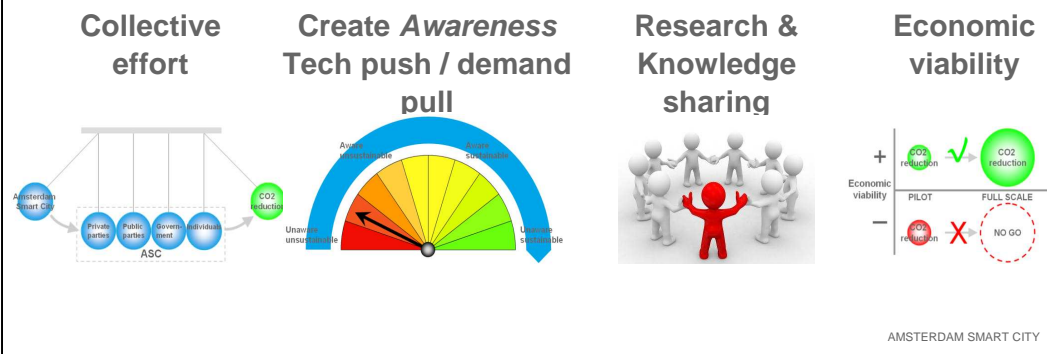 Collective
effort
Create Awareness
Tech push / demand
pull
Research &
Knowledge
sharing
Economic
viability
Amsterdam
Smart City
Private
parties
Public
parties
Govern-
ment
Individuals
ASC
CO2
reduction
Aware
unsustainable
Aware
sustainable
Unaware
unsustainable
Unaware
sustainable
+
Economic
viability
−
CO2
reduction
√
CO2
reduction
PILOT
FULL SCALE
CO2
reduction
X
NO GO
AMSTERDAM SMART CITY